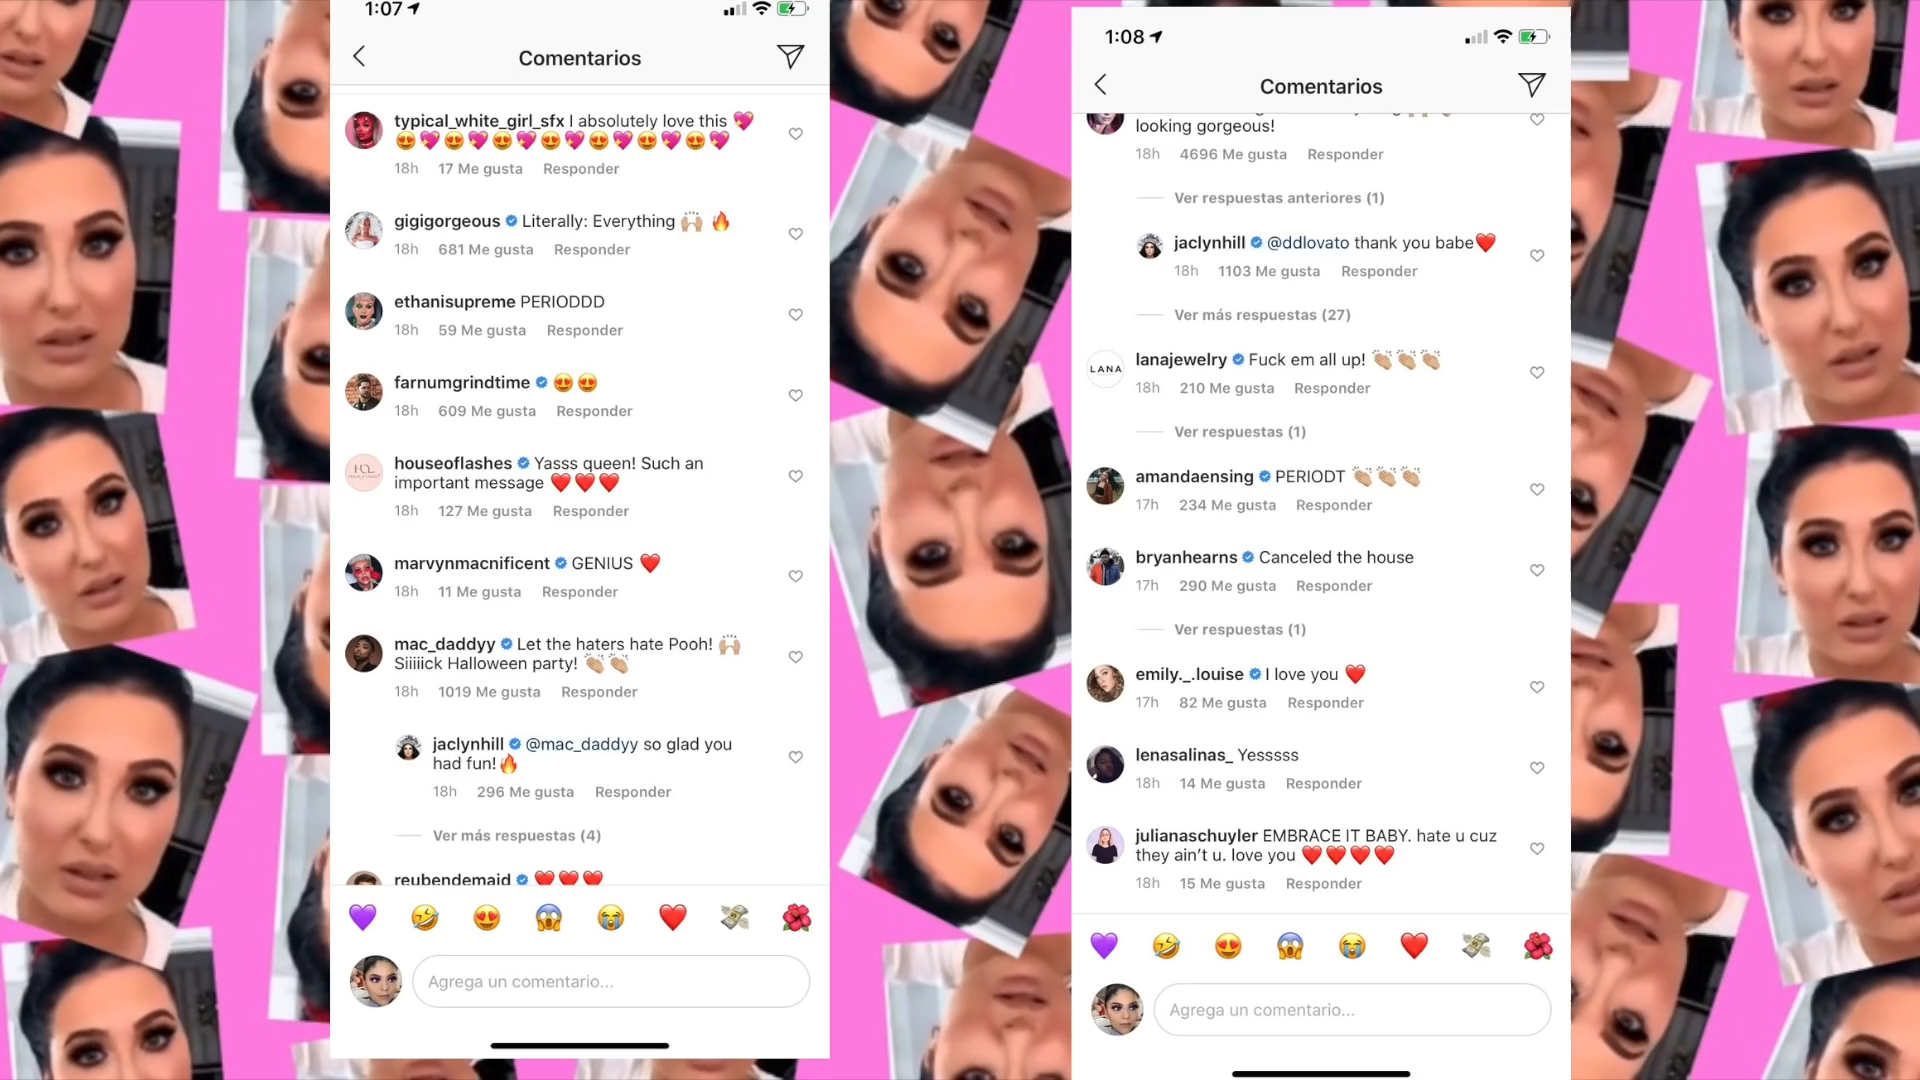 1:07
Comentarios
typical_white_girl_sfx I absolutely love this 💖
😍💖😍💖😍💖😍💖😍💖😍💖😍💖
18h 17 Me gusta Responder
gigigorgeous Literally: Everything 🙌🏼 🔥
18h 681 Me gusta Responder
ethanisupreme PERIODDD
18h 59 Me gusta Responder
farnumgrindtime 😍😍
18h 609 Me gusta Responder
HOL
houseoflashes Yasss queen! Such an
important message ❤️❤️❤️
18h 127 Me gusta Responder
marvynmacnificent GENIUS ❤️
18h 11 Me gusta Responder
mac_daddyy Let the haters hate Pooh! 🙌🏼
Siiiiick Halloween party! 👏🏼👏🏼
18h 1019 Me gusta Responder
jaclynhill @mac_daddyy so glad you
had fun!🔥
18h 296 Me gusta Responder
Ver más respuestas (4)
reubendemaid ❤️❤️❤️
💜🤣😍😱😭❤️💸🌺
Agrega un comentario...
1:08
Comentarios
looking gorgeous!
18h 4696 Me gusta Responder
Ver respuestas anteriores (1)
jaclynhill @ddlovato thank you babe❤️
18h 1103 Me gusta Responder
Ver más respuestas (27)
LANA
lanajewelry Fuck em all up! 👏🏼👏🏼👏🏼
18h 210 Me gusta Responder
Ver respuestas (1)
amandaensing PERIODT 👏🏼👏🏼👏🏼
17h 234 Me gusta Responder
bryanhearns Canceled the house
17h 290 Me gusta Responder
Ver respuestas (1)
emily._.louise I love you ❤️
17h 82 Me gusta Responder
lenasalinas_ Yesssss
18h 14 Me gusta Responder
julianaschuyler EMBRACE IT BABY. hate u cuz
they ain’t u. love you ❤️❤️❤️❤️
18h 15 Me gusta Responder
💜🤣😍😱😭❤️💸🌺
Agrega un comentario...